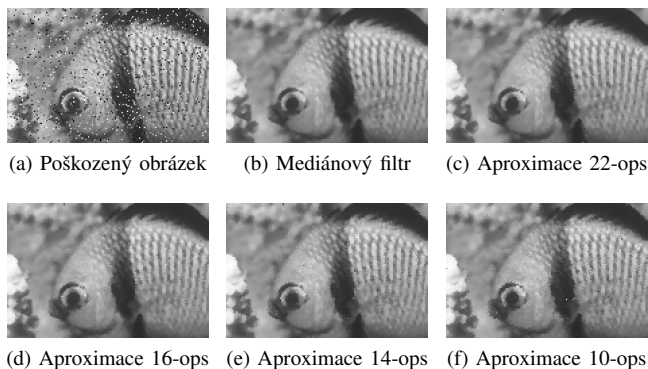 (a) Poškozený obrázek
(b) Mediánový filtr
(c) Aproximace 22-ops
(d) Aproximace 16-ops
(e) Aproximace 14-ops
(f) Aproximace 10-ops